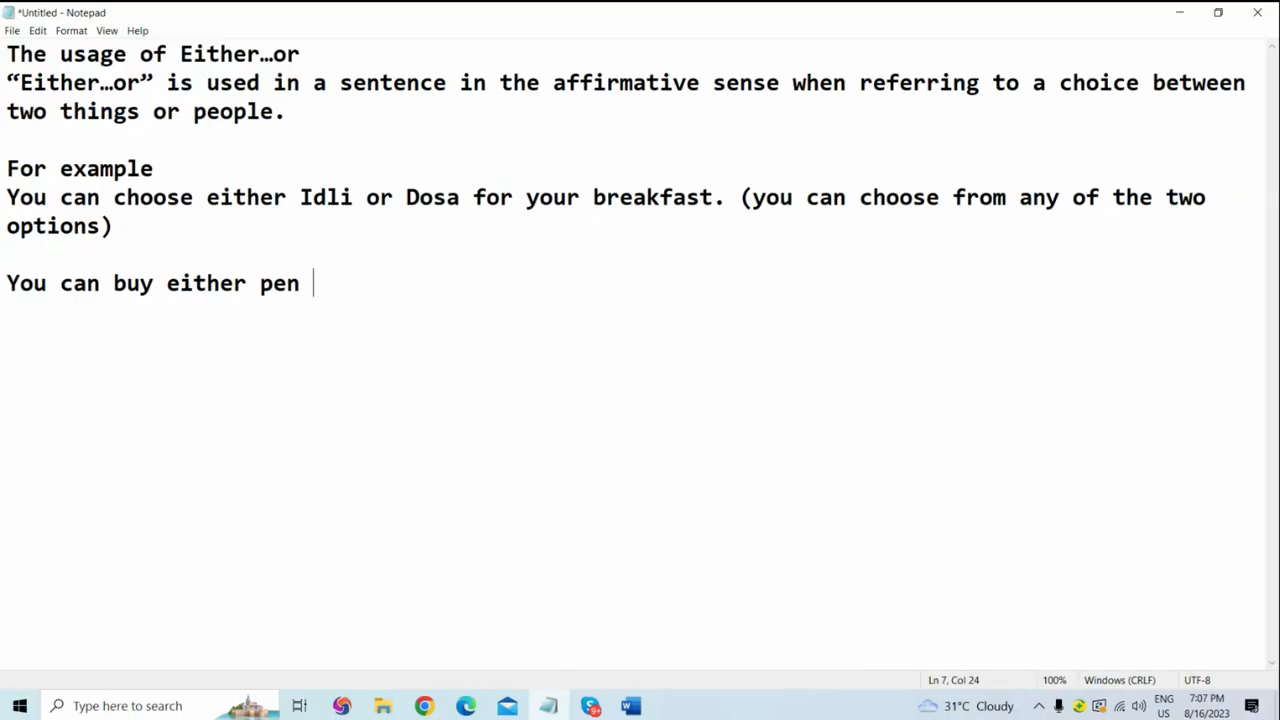 *Untitled - Notepad
File Edit Format View Help
The usage of Either…or
“Either…or” is used in a sentence in the affirmative sense when referring to a choice between
two things or people.
For example
You can choose either Idli or Dosa for your breakfast. (you can choose from any of the two
options)
You can buy either pen
Ln 7, Col 24 100% Windows (CRLF) UTF-8
Type here to search 31°C Cloudy ENG 7:07 PM
US 8/16/2023